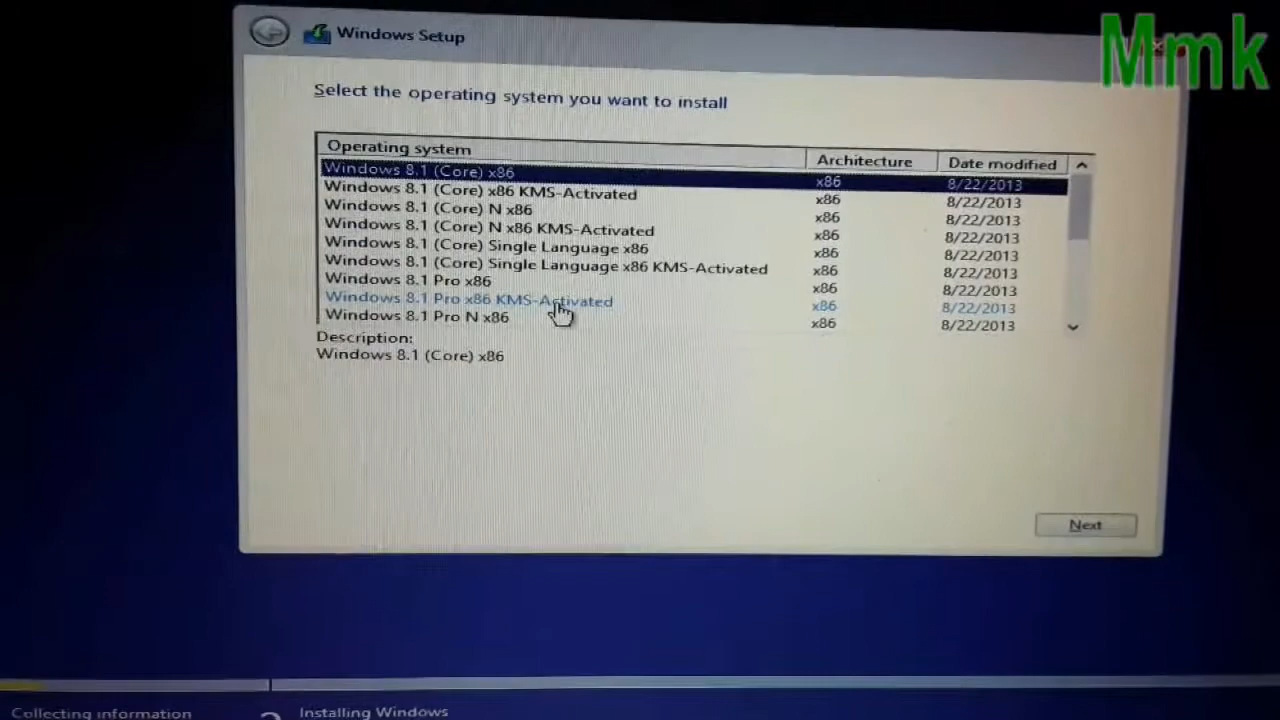 Mmk
Windows Setup
Select the operating system you want to install
Operating system Architecture Date modified
Windows 8.1 (Core) x86 x86 8/22/2013
Windows 8.1 (Core) x86 KMS-Activated x86 8/22/2013
Windows 8.1 (Core) N x86 x86 8/22/2013
Windows 8.1 (Core) N x86 KMS-Activated x86 8/22/2013
Windows 8.1 (Core) Single Language x86 x86 8/22/2013
Windows 8.1 (Core) Single Language x86 KMS-Activated x86 8/22/2013
Windows 8.1 Pro x86 x86 8/22/2013
Windows 8.1 Pro x86 KMS-Activated x86 8/22/2013
Windows 8.1 Pro N x86 x86 8/22/2013
Description:
Windows 8.1 (Core) x86
Next
Collecting information 2 Installing Windows